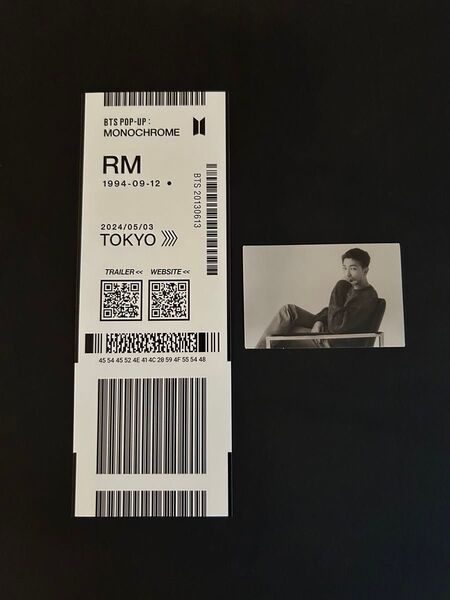 BTS POP-UP :
MONOCHROME
RM
1994-09-12 •
BTS 20130613
2024/05/03
TOKYO
TRAILER<< WEBSITE<<
45 54 45 52 4E 41 4C 28 59 4F 55 54 48